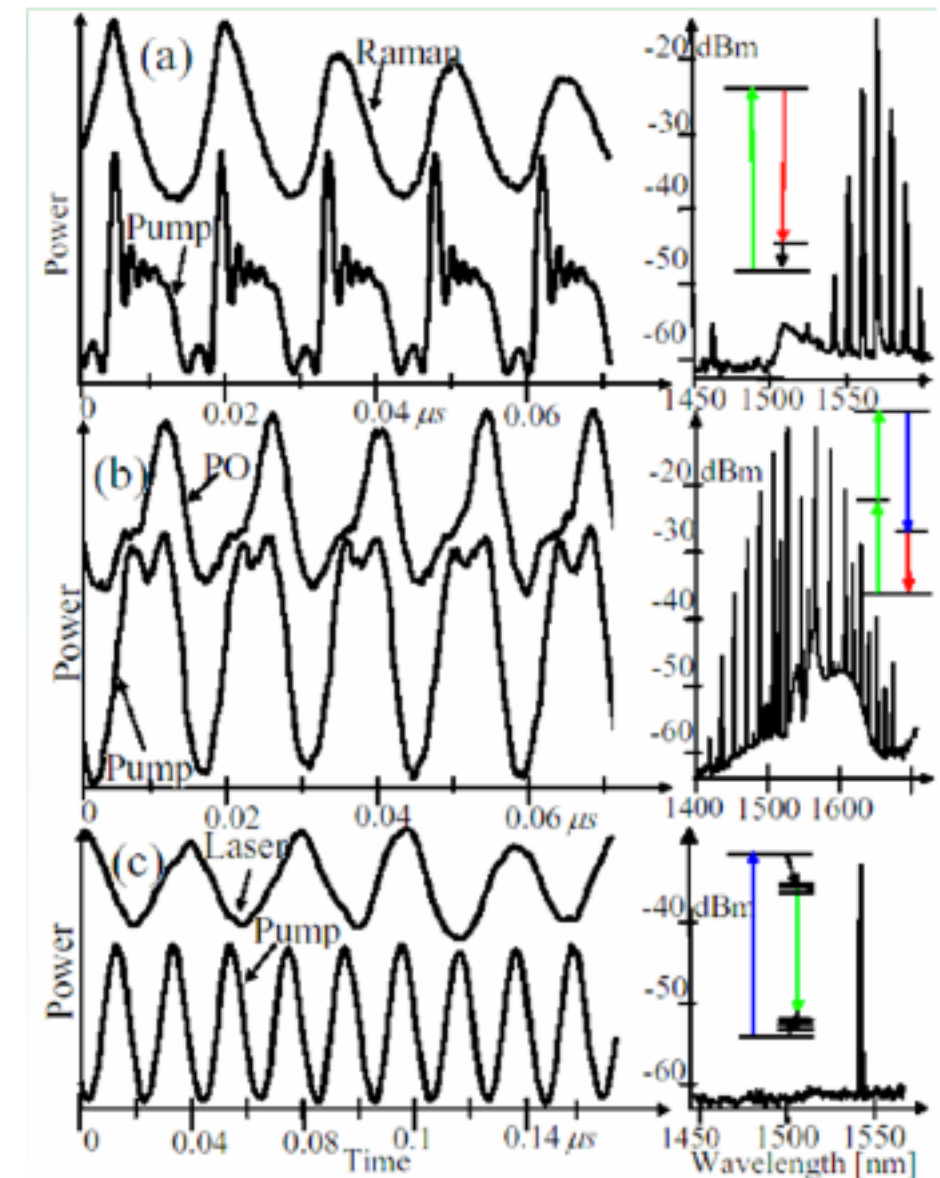 (a)
Raman
Pump
Power
0 0.02 0.04 μs 0.06
-20 dBm
-30
-40
-50
-60
1450 1500 1550
(b)
PO
Pump
Power
0 0.02 0.04 0.06 μs
-20 dBm
-30
-40
-50
-60
1400 1500 1600
(c)
Laser
Pump
Power
0 0.04 0.08 0.1 0.14 μs
Time
-40 dBm
-50
-60
1450 1500 1550
Wavelength [nm]